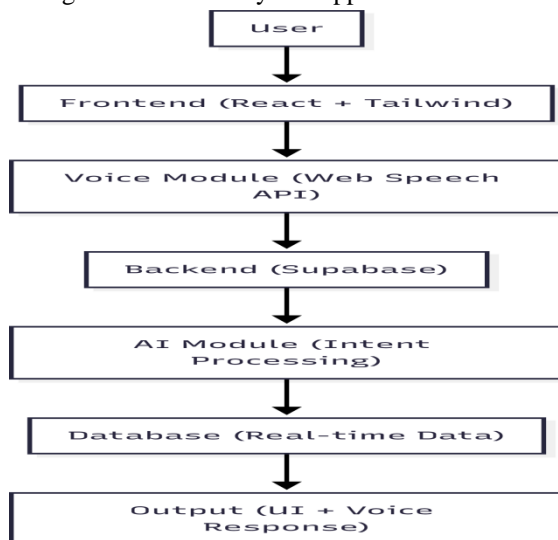 User
Frontend (React + Tailwind)
Voice Module (Web Speech
API)
Backend (Supabase)
AI Module (Intent
Processing)
Database (Real-time Data)
Output (UI + Voice
Response)